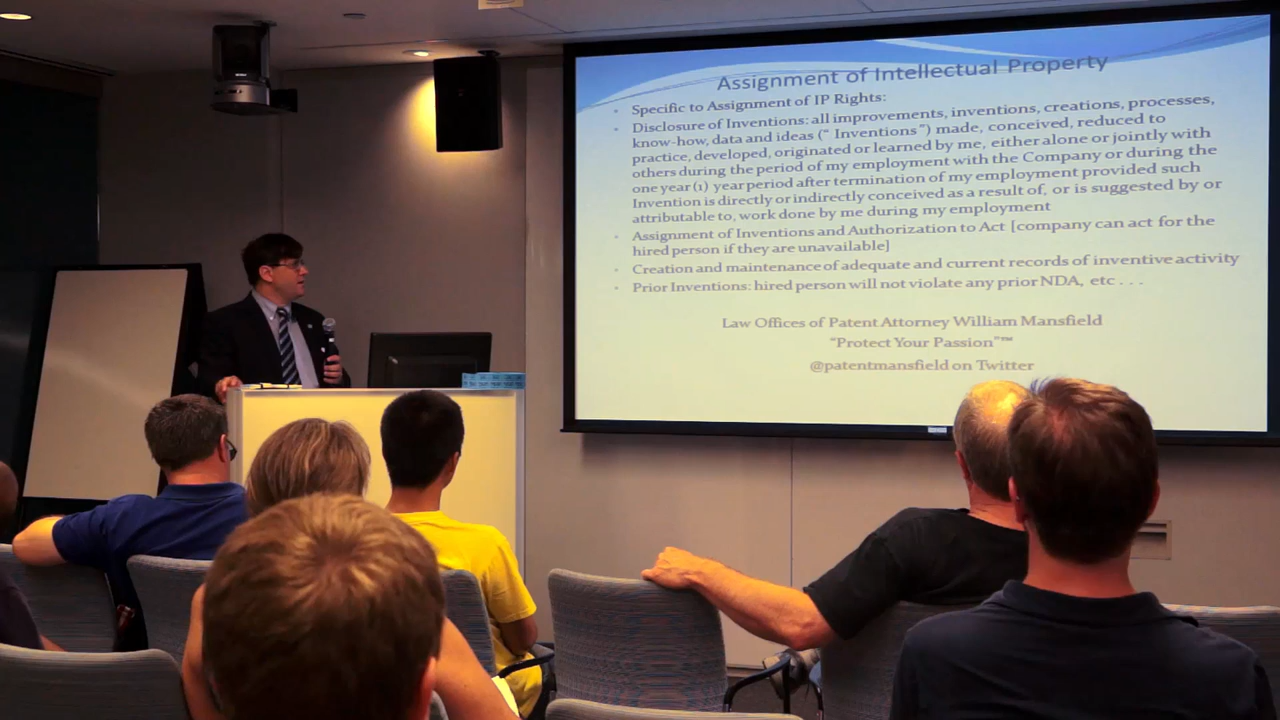 Assignment of Intellectual Property
• Specific to Assignment of IP Rights:
• Disclosure of Inventions: all improvements, inventions, creations, processes,
know-how, data and ideas (“ Inventions”) made, conceived, reduced to
practice, developed, originated or learned by me, either alone or jointly with
others during the period of my employment with the Company or during the
one year (1) year period after termination of my employment provided such
Invention is directly or indirectly conceived as a result of, or is suggested by or
attributable to, work done by me during my employment
• Assignment of Inventions and Authorization to Act [company can act for the
hired person if they are unavailable]
• Creation and maintenance of adequate and current records of inventive activity
• Prior Inventions: hired person will not violate any prior NDA, etc . . .
Law Offices of Patent Attorney William Mansfield
“Protect Your Passion”™
@patentmansfield on Twitter